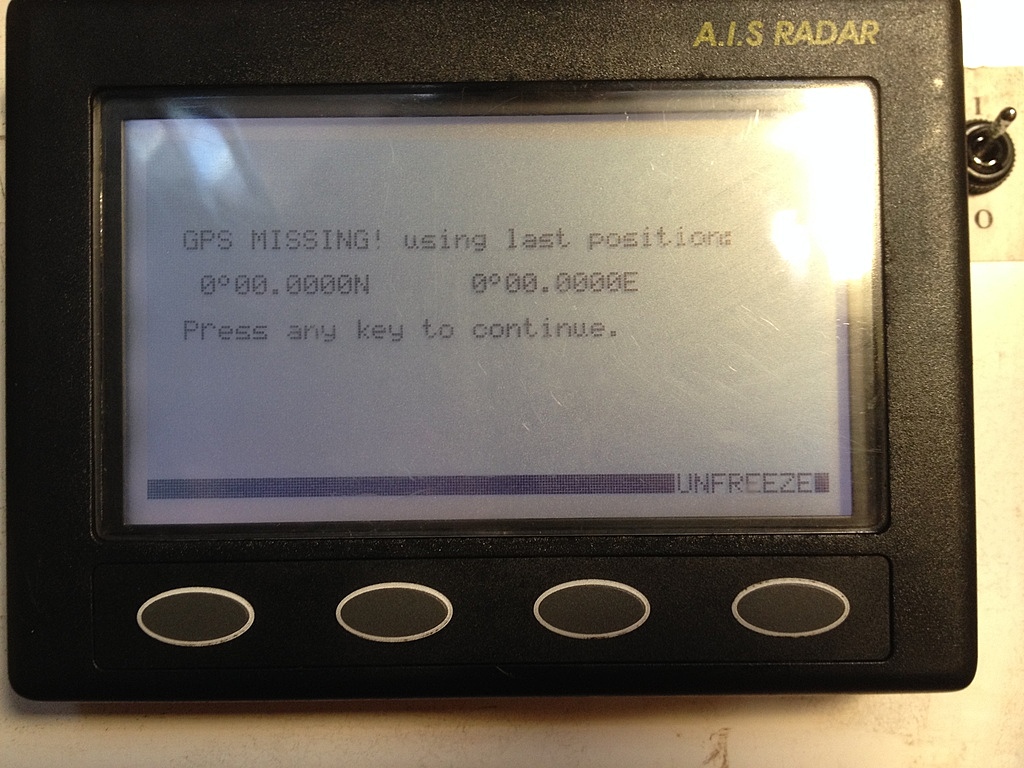 A.I.S RADAR
I
GPS MISSING! using last position:
0°00.0000N 0°00.0000E
O
Press any key to continue.
UNFREEZE